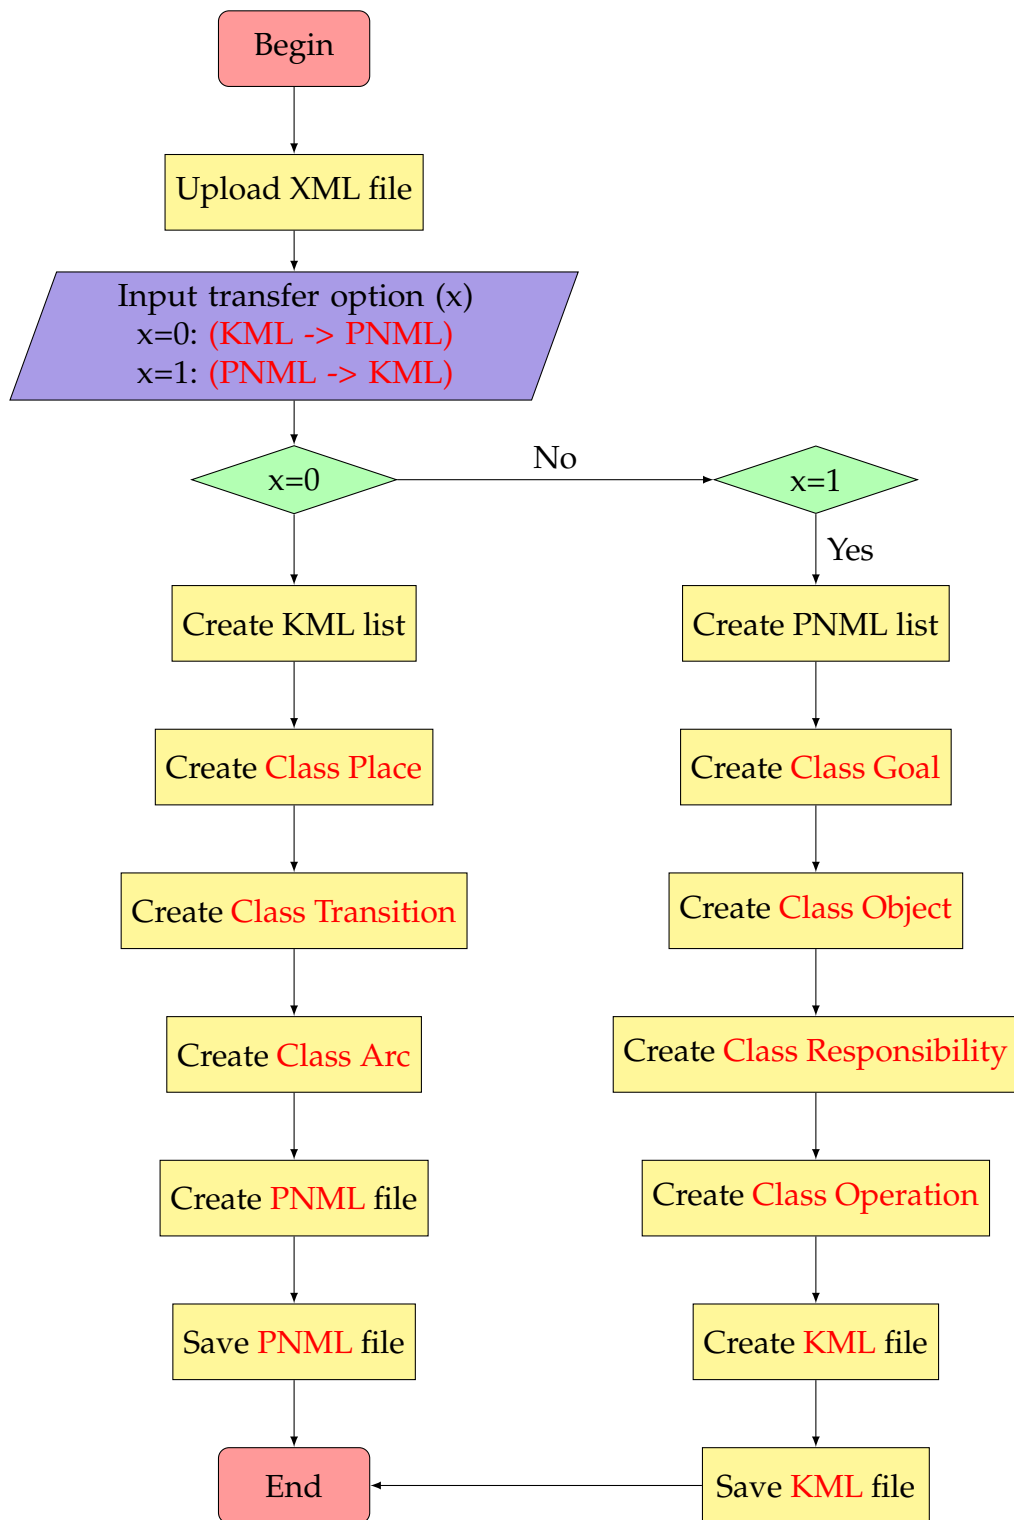 Begin
Upload XML file
Input transfer option (x)
x=0: (KML -> PNML)
x=1: (PNML -> KML)
x=0
No
x=1
Yes
Create KML list
Create PNML list
Create Class Place
Create Class Goal
Create Class Transition
Create Class Object
Create Class Arc
Create Class Responsibility
Create PNML file
Create Class Operation
Save PNML file
Create KML file
End
Save KML file